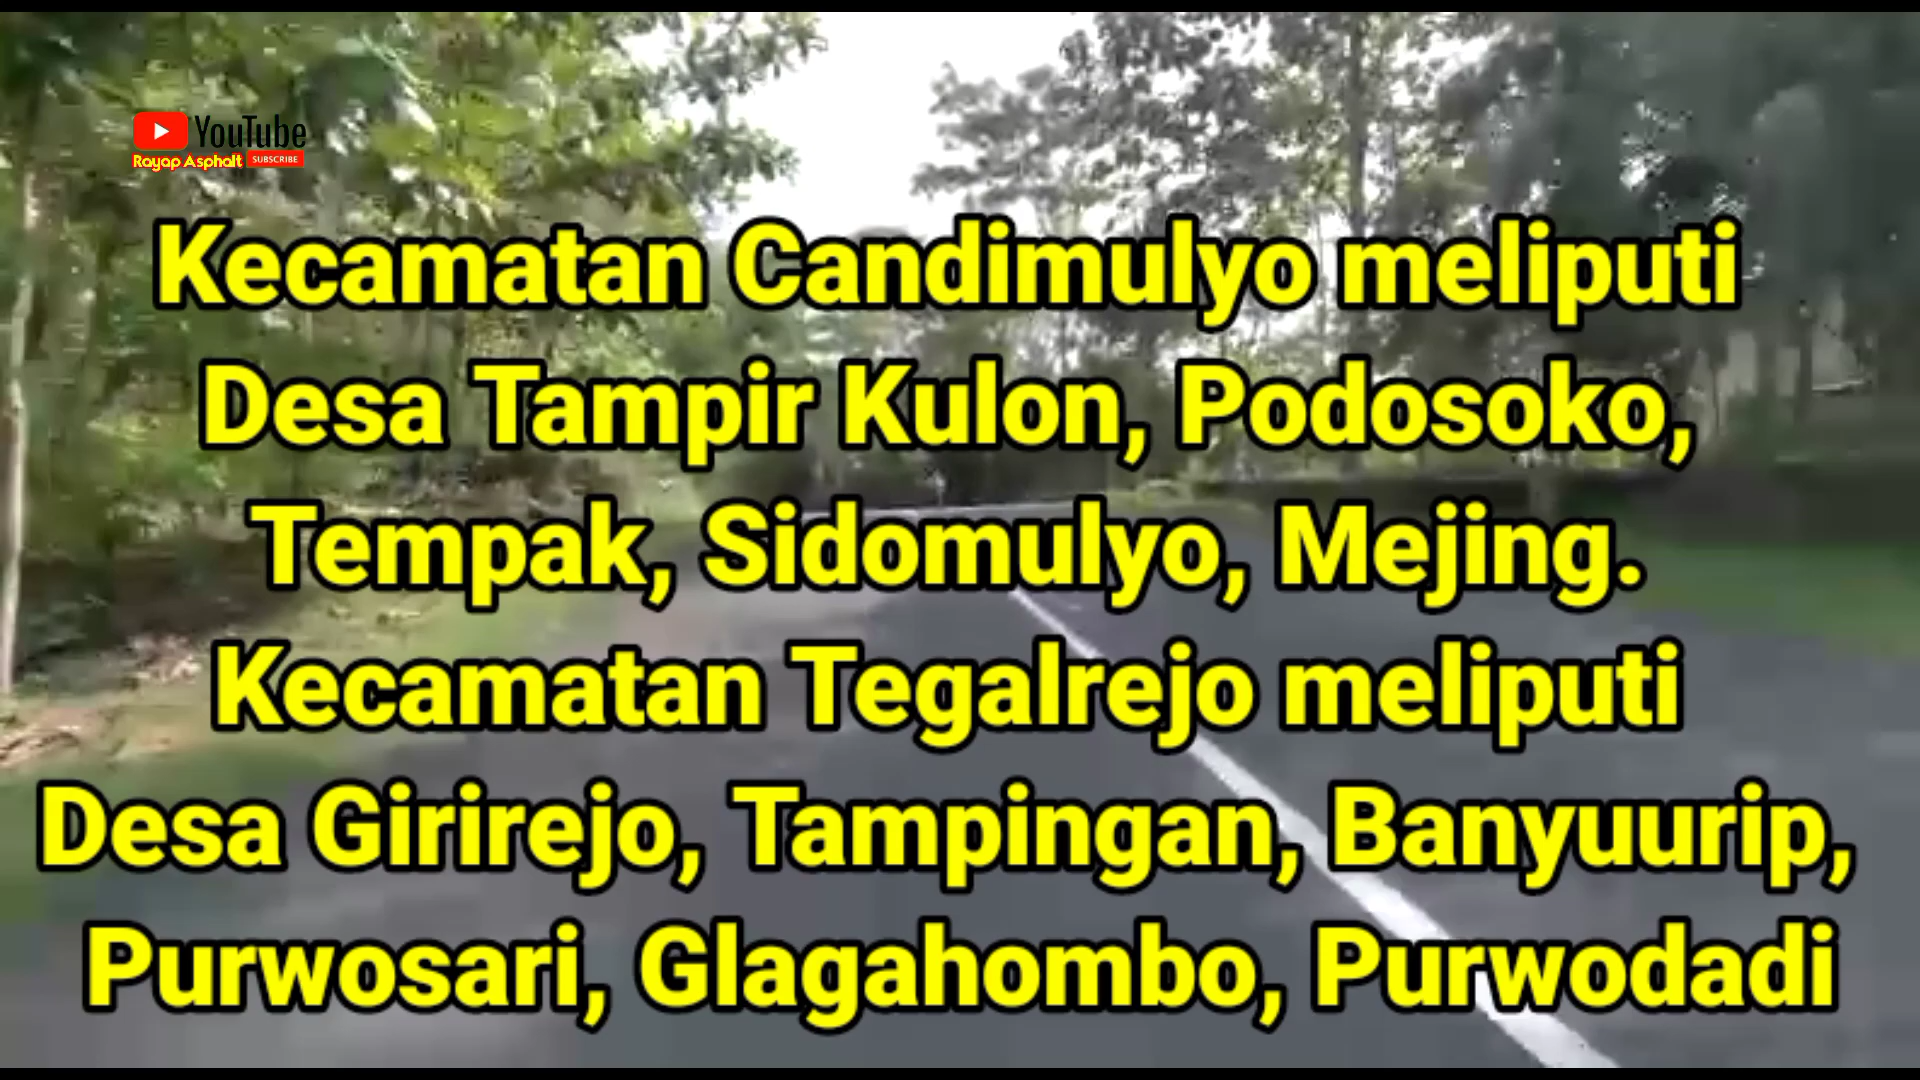 YouTube
Rayap Asphalt SUBSCRIBE
Kecamatan Candimulyo meliputi
Desa Tampir Kulon, Podosoko,
Tempak, Sidomulyo, Mejing.
Kecamatan Tegalrejo meliputi
Desa Girirejo, Tampingan, Banyuurip,
Purwosari, Glagahombo, Purwodadi